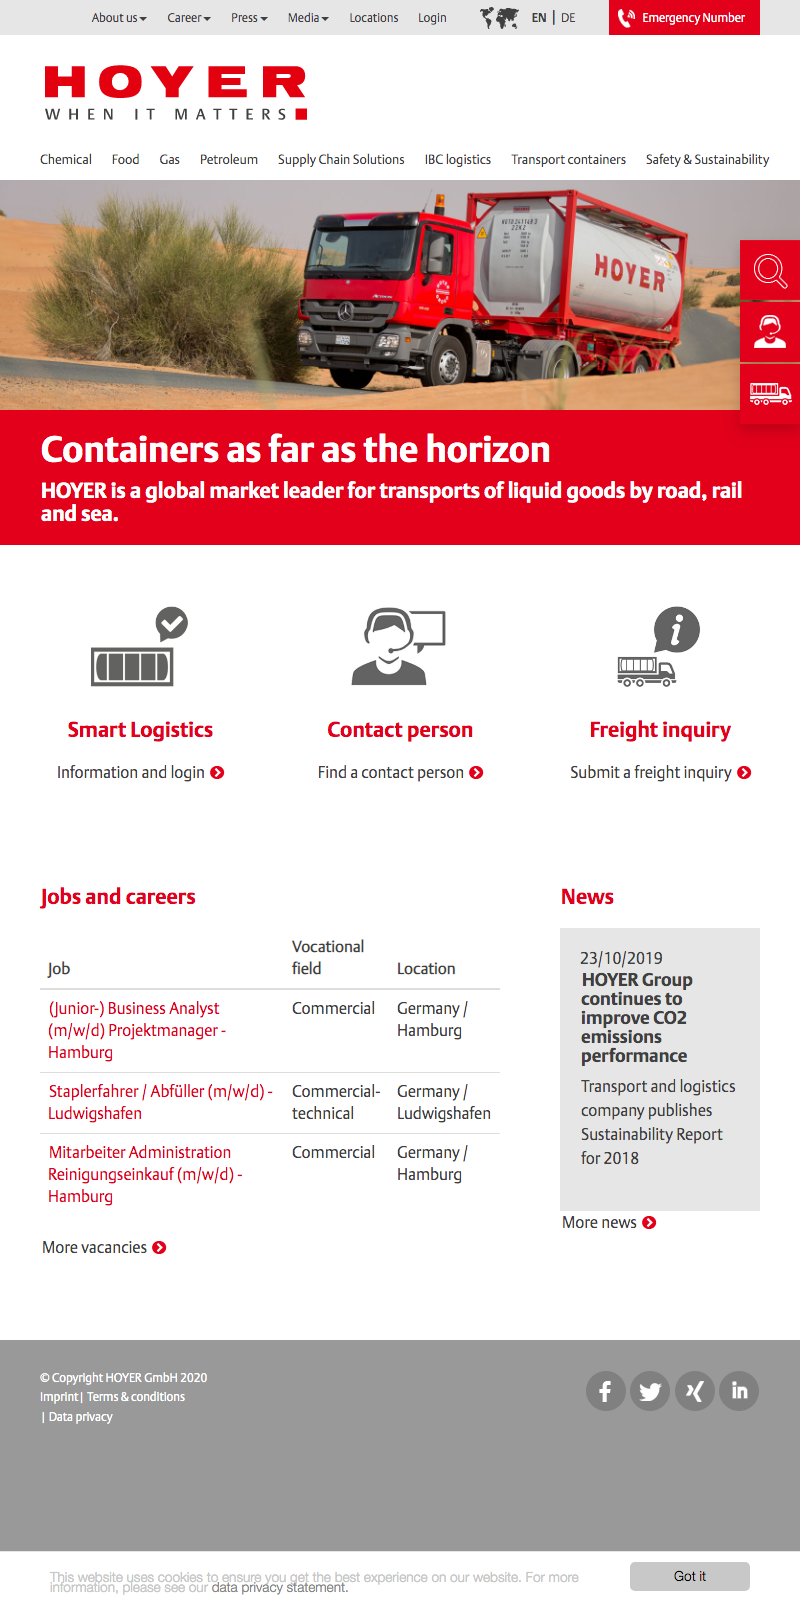 About us Career Press Media Locations Login EN | DE Emergency Number
HOYER
WHEN IT MATTERS
Chemical Food Gas Petroleum Supply Chain Solutions IBC logistics Transport containers Safety & Sustainability
HOYER
Containers as far as the horizon
HOYER is a global market leader for transports of liquid goods by road, rail
and sea.
Smart Logistics
Information and login
Contact person
Find a contact person
Freight inquiry
Submit a freight inquiry
Jobs and careers
Job Vocational field Location
(Junior-) Business Analyst
(m/w/d) Projektmanager -
Hamburg
Commercial
Germany /
Hamburg
Staplerfahrer / Abfüller (m/w/d) -
Ludwigshafen
Commercial-
technical
Germany /
Ludwigshafen
Mitarbeiter Administration
Reinigungseinkauf (m/w/d) -
Hamburg
Commercial
Germany /
Hamburg
More vacancies
News
23/10/2019
HOYER Group
continues to
improve CO2
emissions
performance
Transport and logistics
company publishes
Sustainability Report
for 2018
More news
© Copyright HOYER GmbH 2020
Imprint | Terms & conditions
| Data privacy
This website uses cookies to ensure you get the best experience on our website. For more
information, please see our data privacy statement.
Got it